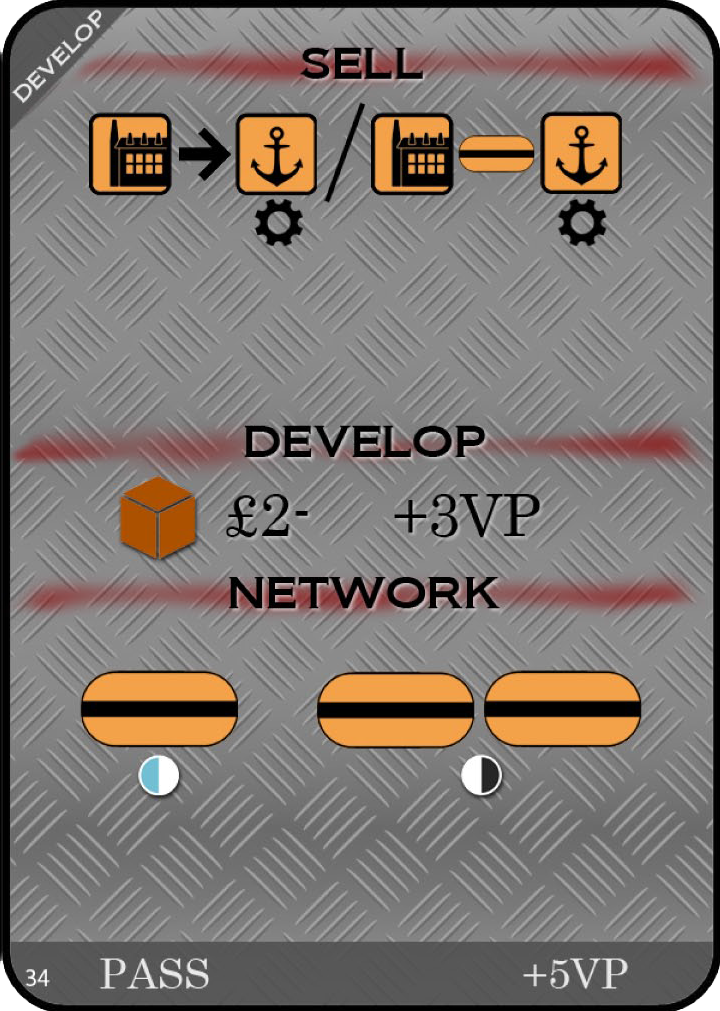 DEVELOP
SELL
DEVELOP
£2- +3VP
NETWORK
34 PASS +5VP